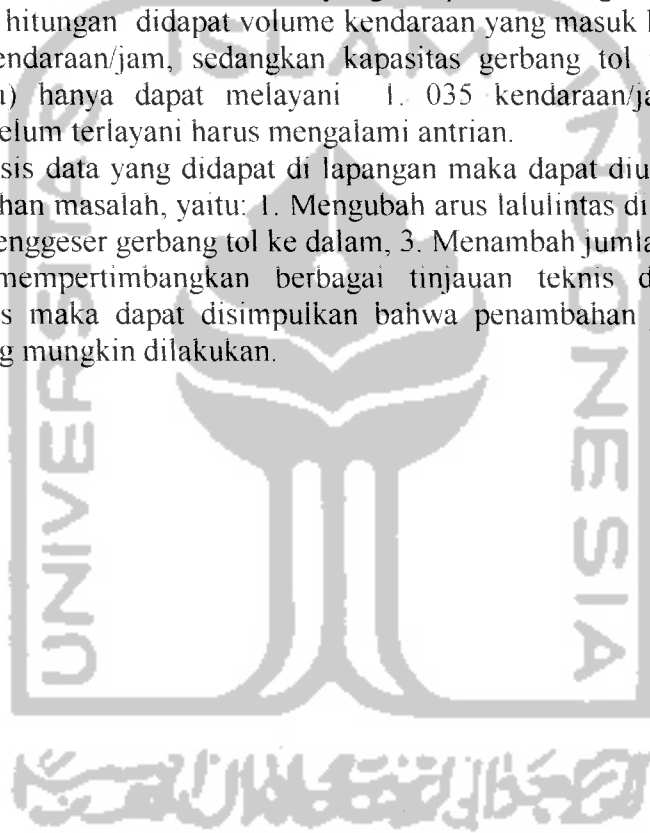 hitungan didapat volume kendaraan yang masuk
endaraan/jam, sedangkan kapasitas gerbang tol
u) hanya dapat melayani 1. 035 kendaraan/ja
elum terlayani harus mengalami antrian.
sis data yang didapat di lapangan maka dapat diu
han masalah, yaitu: 1. Mengubah arus lalulintas di
enggeser gerbang tol ke dalam, 3. Menambah jumla
mempertimbangkan berbagai tinjauan teknis d
s maka dapat disimpulkan bahwa penambahan
g mungkin dilakukan.
ISLAM
UNIVERSITAS
INDONESIA